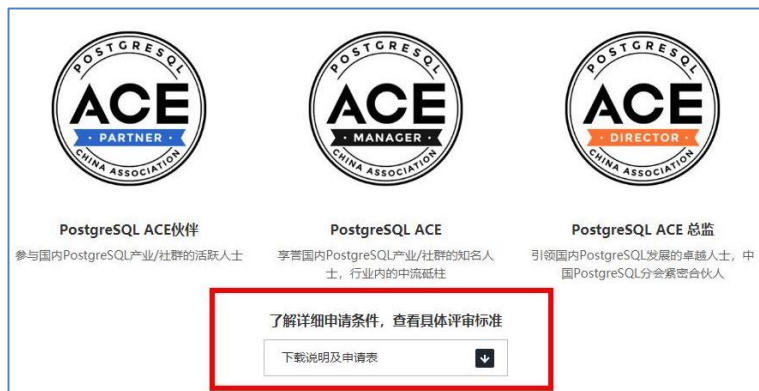 POSTGRESQL
ACE
PARTNER
CHINA ASSOCIATION
POSTGRESQL
ACE
MANAGER
CHINA ASSOCIATION
POSTGRESQL
ACE
DIRECTOR
CHINA ASSOCIATION
PostgreSQL ACE伙伴
参与国内PostgreSQL产业/社群的活跃人士
PostgreSQL ACE
享誉国内PostgreSQL产业/社群的知名人
士，行业内的中流砥柱
PostgreSQL ACE 总监
引领国内PostgreSQL发展的卓越人士，中
国PostgreSQL分会紧密合伙人
了解详细申请条件，查看具体评审标准
下载说明及申请表